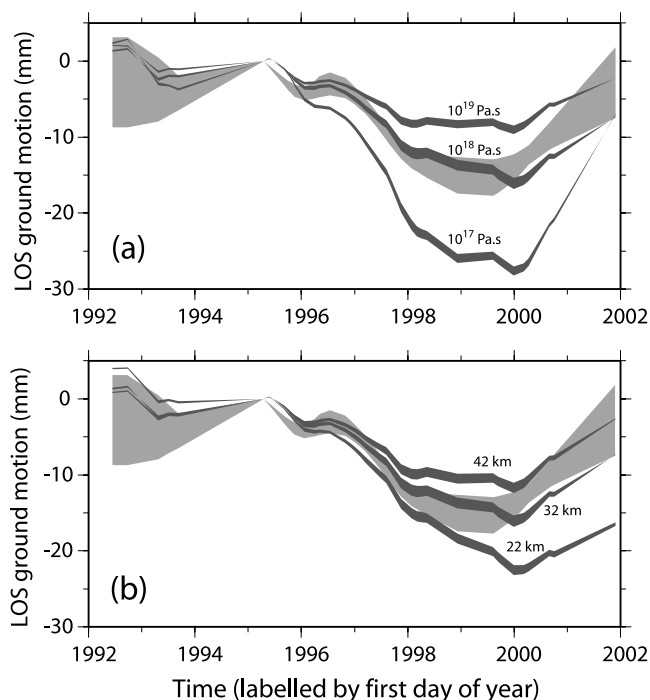 LOS ground motion (mm)
0
-10
-20
-30
10¹⁹ Pa.s
10¹⁸ Pa.s
10¹⁷ Pa.s
(a)
1992 1994 1996 1998 2000 2002
LOS ground motion (mm)
0
-10
-20
-30
42 km
32 km
22 km
(b)
1992 1994 1996 1998 2000 2002
Time (labelled by first day of year)